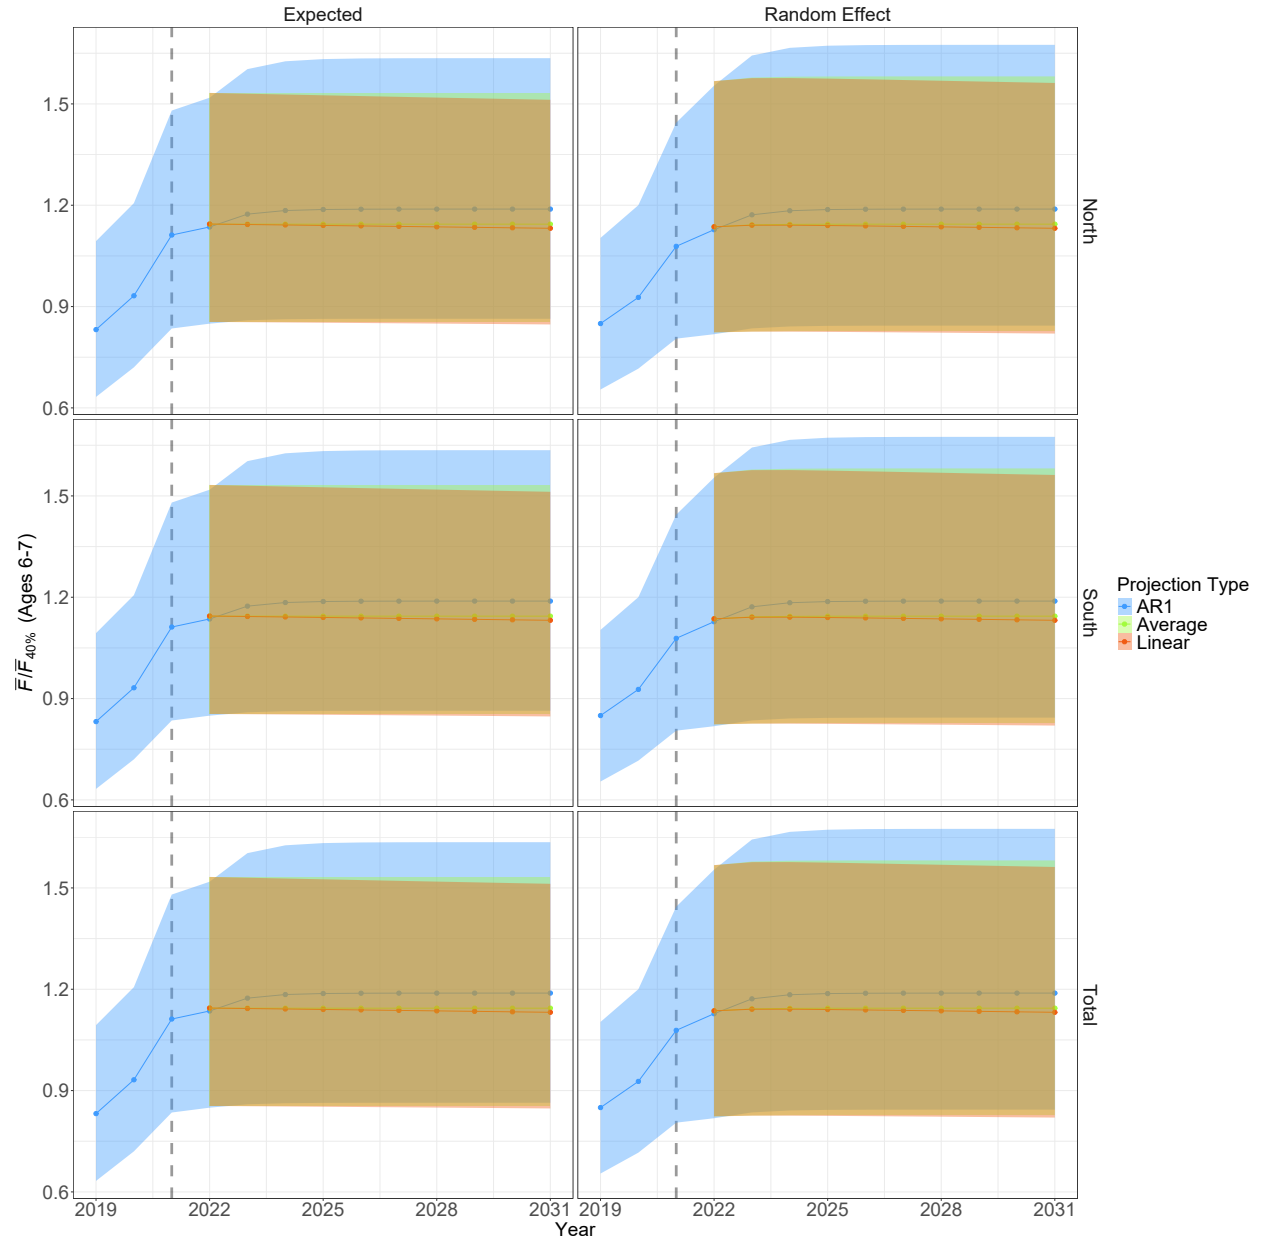 Expected
Random Effect
1.5
1.2
0.9
0.6
North
1.5
1.2
0.9
0.6
South
1.5
1.2
0.9
0.6
Total
F̅/F̅40% (Ages 6-7)
2019 2022 2025 2028 2031
2019 2022 2025 2028 2031
Year
Projection Type
AR1
Average
Linear